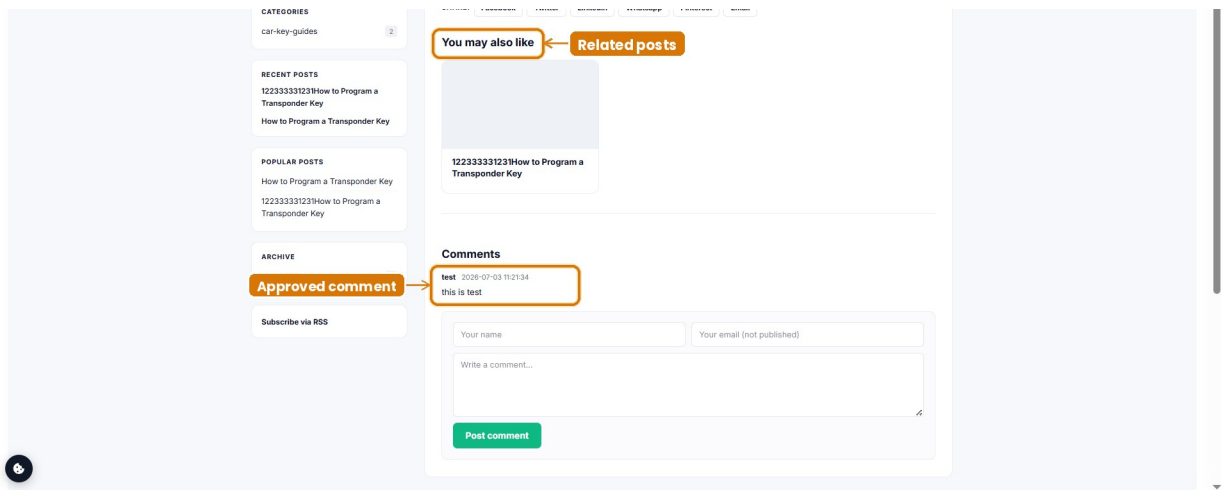 CATEGORIES
car-key-guides 2
RECENT POSTS
122333331231How to Program a
Transponder Key
How to Program a Transponder Key
POPULAR POSTS
How to Program a Transponder Key
122333331231How to Program a
Transponder Key
ARCHIVE
Approved comment
Subscribe via RSS
You may also like
Related posts
122333331231How to Program a
Transponder Key
Comments
test 2026-07-03 11:21:34
this is test
Your name
Your email (not published)
Write a comment...
Post comment